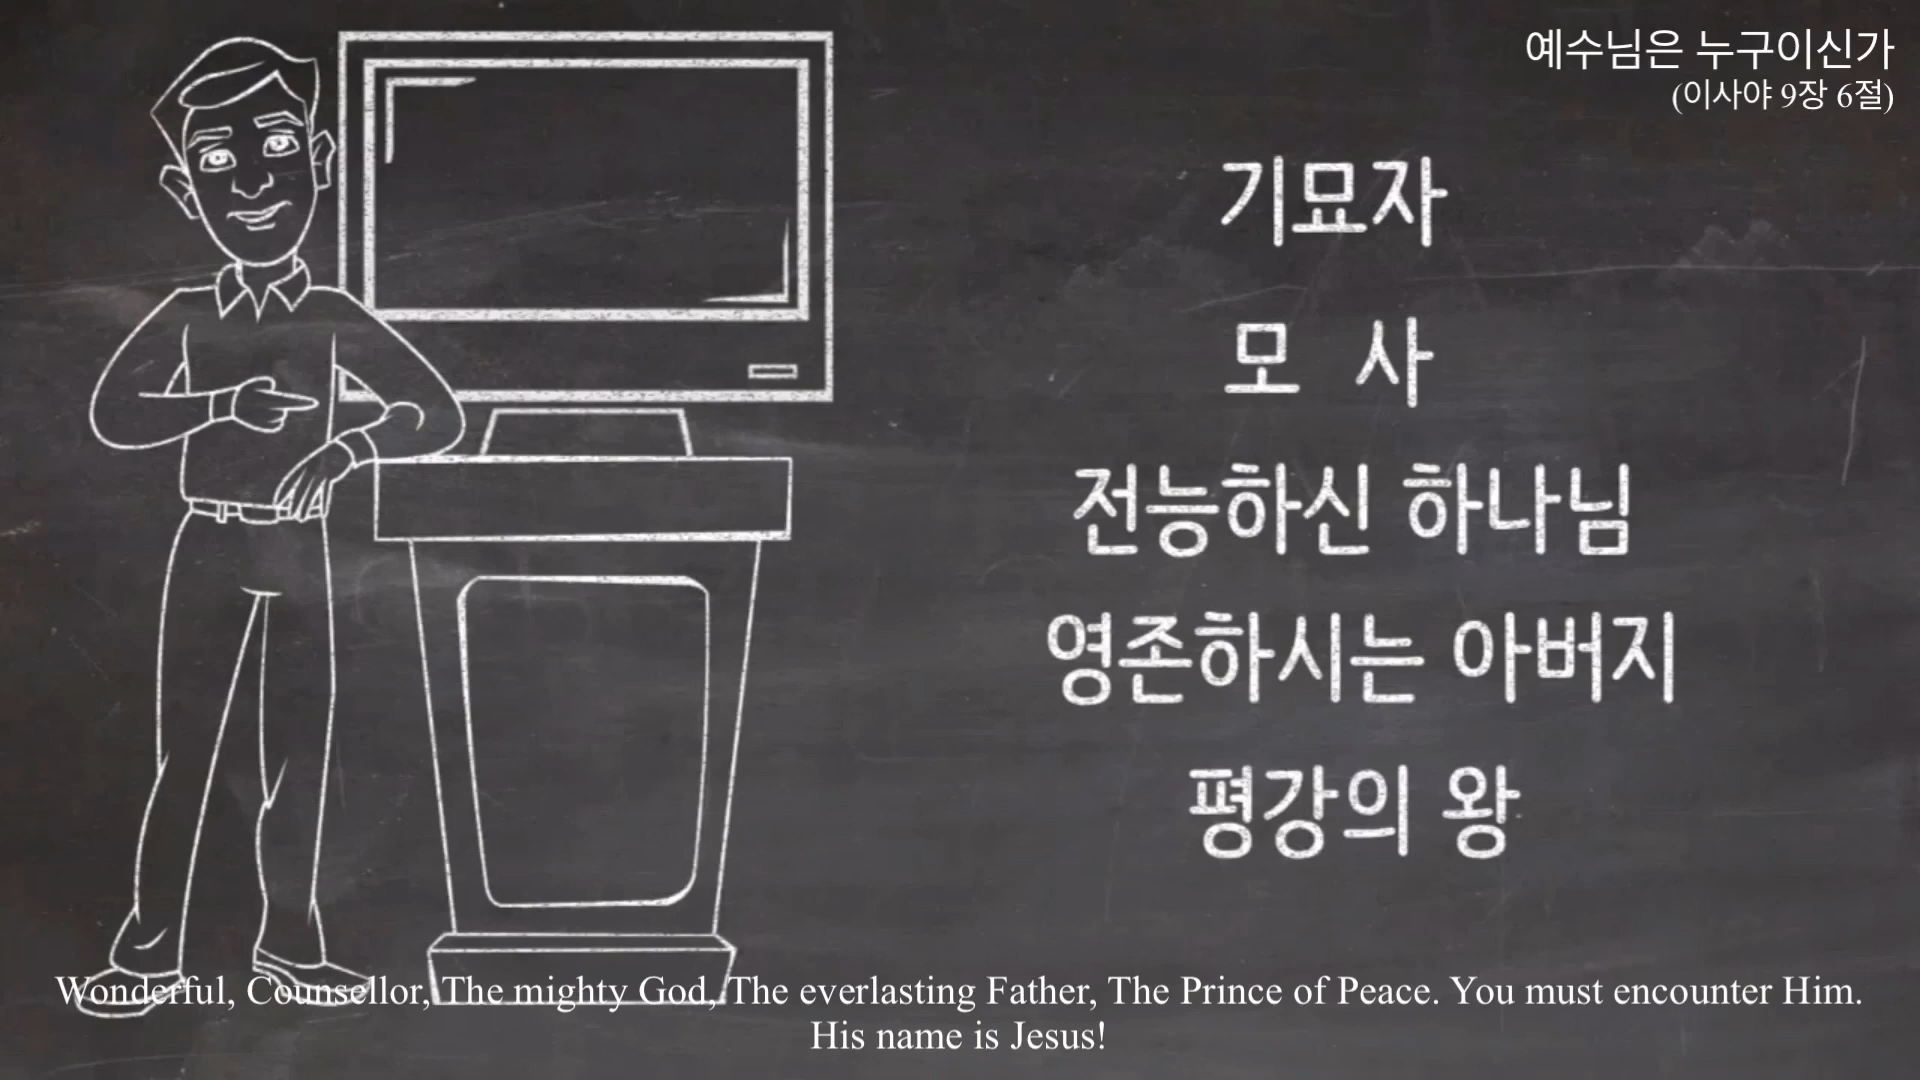 예수님은 누구이신가
(이사야 9장 6절)
기묘자
모 사
전능하신 하나님
영존하시는 아버지
평강의 왕
Wonderful, Counsellor, The mighty God, The everlasting Father, The Prince of Peace. You must encounter Him.
His name is Jesus!